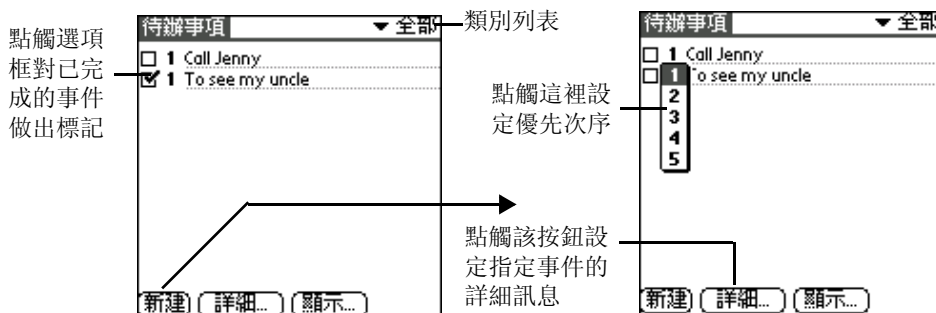 點觸選項
框對已完
成的事件
做出標記
待辦事項 全部
1 Call Jenny
1 To see my uncle
新建 詳細... 顯示...
類別列表
點觸這裡設
定優先次序
點觸該按鈕設
定指定事件的
詳細訊息
待辦事項 全部
1 Call Jenny
1 To see my uncle
2
3
4
5
新建 詳細... 顯示...